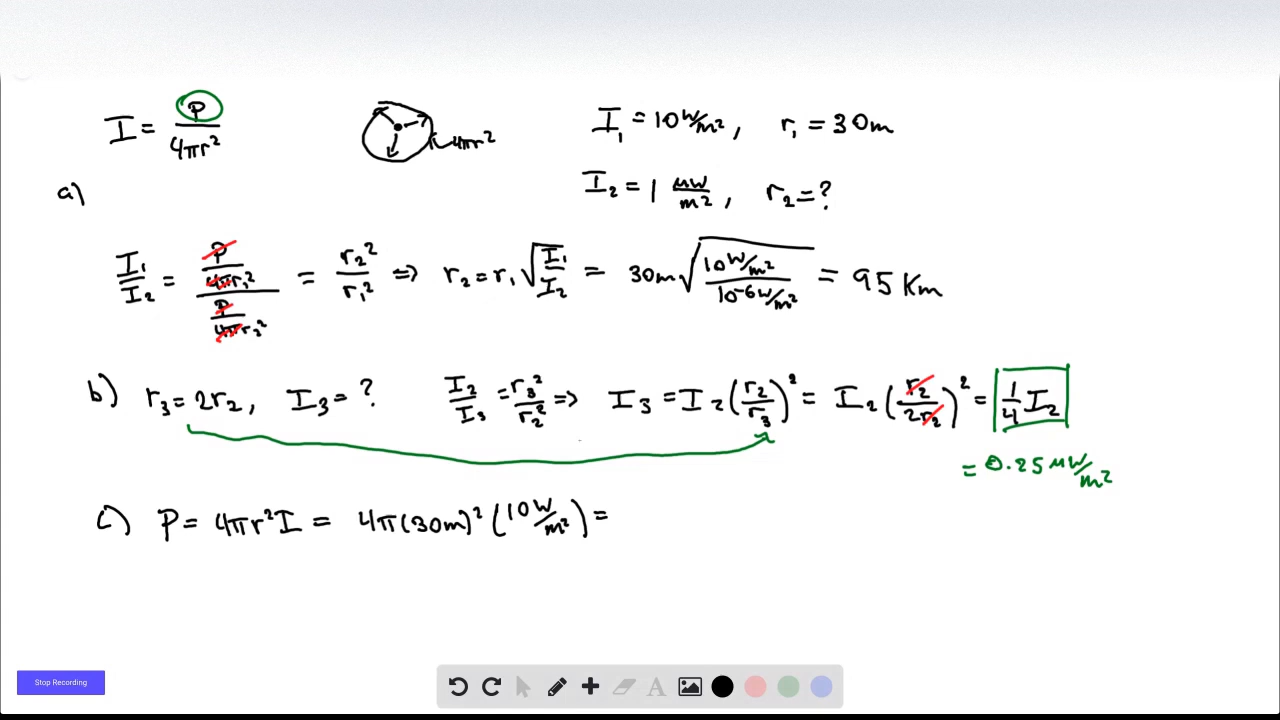 I = P/4πr²
4πr²
I₁ = 10 W/m², r₁ = 30m
a)
I₂ = 1 μW/m², r₂ = ?
I₁/I₂ = (P/4πr₁²)/(P/4πr₂²) = r₂²/r₁² ⇒ r₂ = r₁ √(I₁/I₂) = 30m √(10 W/m² / 10⁻⁶ W/m²) = 95 Km
b) r₃ = 2r₂, I₃ = ? I₂/I₃ = r₃²/r₂² ⇒ I₃ = I₂ (r₂/r₃)² = I₂ (r₂/2r₂)² = 1/4 I₂
= 0.25 μW/m²
c) P = 4πr²I = 4π(30m)² (10 W/m²) =
Stop Recording
A